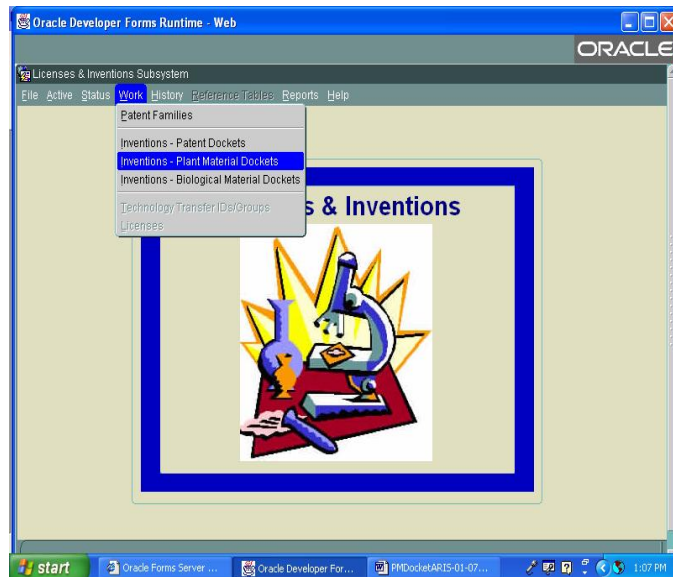 Oracle Developer Forms Runtime - Web
ORACLE
Licenses & Inventions Subsystem
File Active Status Work History Reference Tables Reports Help
Patent Families
Inventions - Patent Dockets
Inventions - Plant Material Dockets
Inventions - Biological Material Dockets
Technology Transfer IDs/Groups
Licenses
s & Inventions
start Oracle Forms Server ... Oracle Developer For... PMDocketARIS-01-07... 1:07 PM